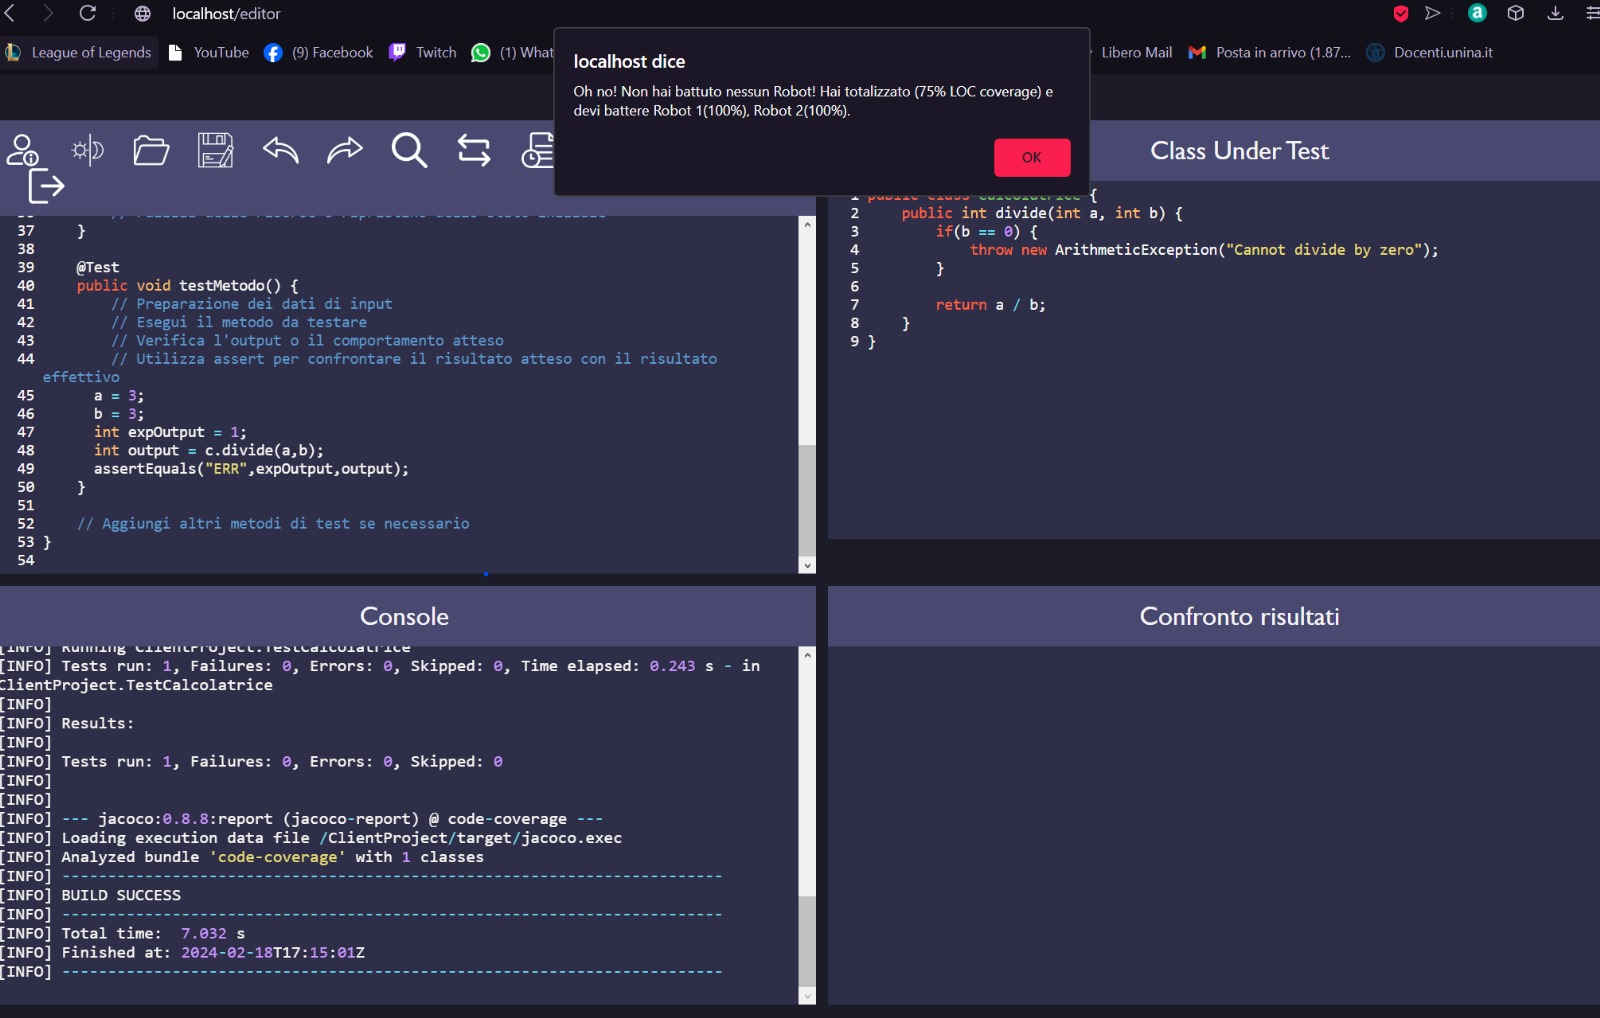 localhost/editor
League of Legends
YouTube
(9) Facebook
Twitch
(1) What
Libero Mail
Posta in arrivo (1.87...
Docenti.unina.it
localhost dice
Oh no! Non hai battuto nessun Robot! Hai totalizzato (75% LOC coverage) e
devi battere Robot 1(100%), Robot 2(100%).
OK
37 }
38
39 @Test
40 public void testMetodo() {
41 // Preparazione dei dati di input
42 // Esegui il metodo da testare
43 // Verifica l'output o il comportamento atteso
44 // Utilizza assert per confrontare il risultato atteso con il risultato
effettivo
45 a = 3;
46 b = 3;
47 int expOutput = 1;
48 int output = c.divide(a,b);
49 assertEquals("ERR",expOutput,output);
50 }
51
52 // Aggiungi altri metodi di test se necessario
53 }
54
Class Under Test
1 public class Calcolatrice {
2 public int divide(int a, int b) {
3 if(b == 0) {
4 throw new ArithmeticException("Cannot divide by zero");
5 }
6
7 return a / b;
8 }
9 }
Console
[INFO] Running ClientProject.TestCalcolatrice
[INFO] Tests run: 1, Failures: 0, Errors: 0, Skipped: 0, Time elapsed: 0.243 s - in
ClientProject.TestCalcolatrice
[INFO]
[INFO] Results:
[INFO]
[INFO] Tests run: 1, Failures: 0, Errors: 0, Skipped: 0
[INFO]
[INFO]
[INFO] --- jacoco:0.8.8:report (jacoco-report) @ code-coverage ---
[INFO] Loading execution data file /ClientProject/target/jacoco.exec
[INFO] Analyzed bundle 'code-coverage' with 1 classes
[INFO] ------------------------------------------------------------------------
[INFO] BUILD SUCCESS
[INFO] ------------------------------------------------------------------------
[INFO] Total time: 7.032 s
[INFO] Finished at: 2024-02-18T17:15:01Z
[INFO] ------------------------------------------------------------------------
Confronto risultati